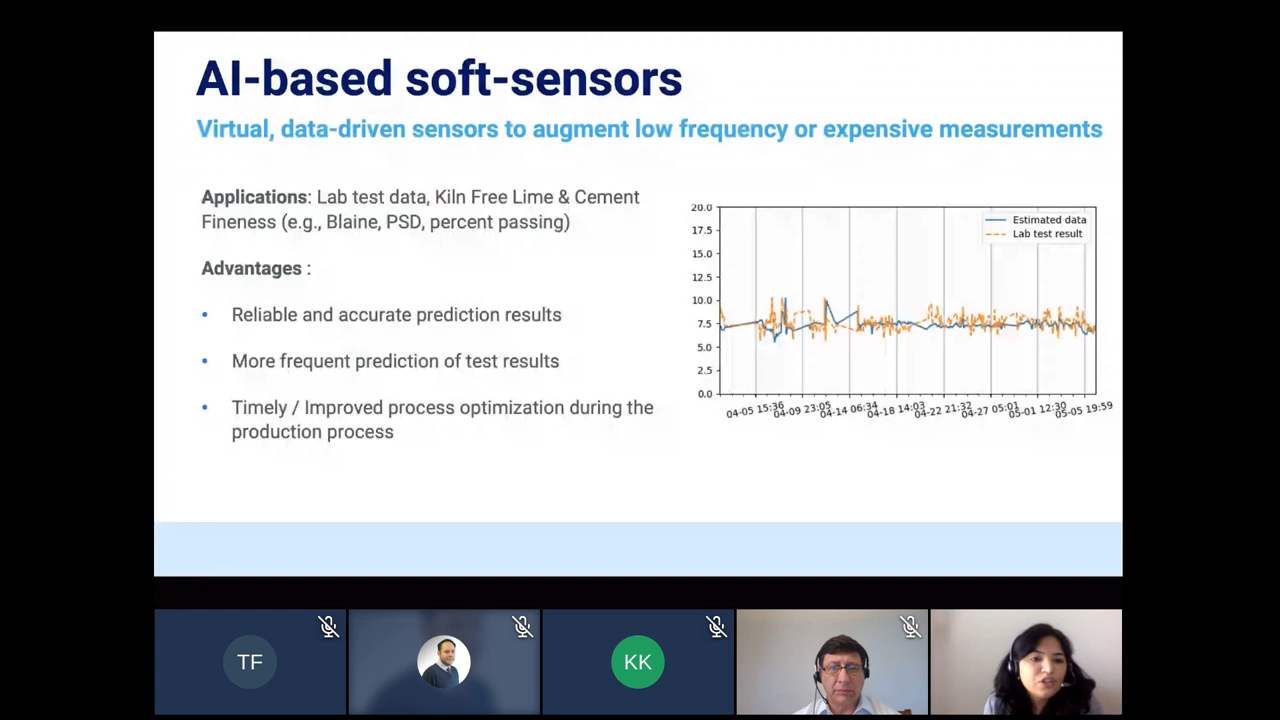 AI-based soft-sensors
Virtual, data-driven sensors to augment low frequency or expensive measurements
Applications: Lab test data, Kiln Free Lime & Cement
Fineness (e.g., Blaine, PSD, percent passing)
Advantages :
• Reliable and accurate prediction results
• More frequent prediction of test results
• Timely / Improved process optimization during the
production process
20.0
17.5
15.0
12.5
10.0
7.5
5.0
2.5
0.0
Estimated data
Lab test result
04-05 15:36
04-09 23:05
04-14 06:34
04-18 14:03
04-22 21:32
04-27 05:01
05-01 12:30
05-05 19:59
TF
KK